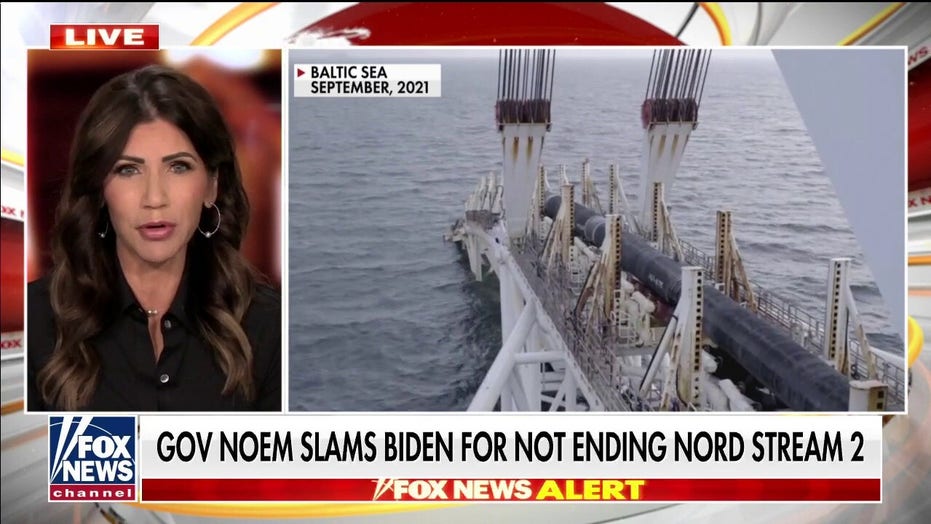 LIVE
BALTIC SEA
SEPTEMBER, 2021
FOX
NEWS
channel
GOV NOEM SLAMS BIDEN FOR NOT ENDING NORD STREAM 2
FOX NEWS ALERT